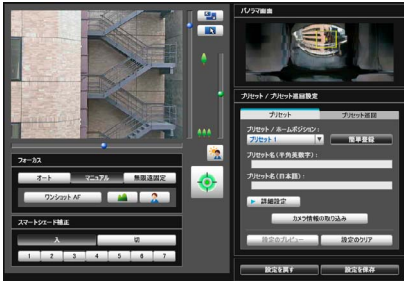 パノラマ画面
プリセット / プリセット巡回設定
プリセット
プリセット巡回
プリセット / ホームポジション :
プリセット 1
簡単登録
プリセット名 (半角英数字) :
プリセット名 (日本語) :
詳細設定
カメラ情報の取り込み
設定のプレビュー
設定のクリア
設定を戻す
設定を保存
フォーカス
オート
マニュアル
無限遠固定
ワンショット AF
スマートシェード補正
入
切
1 2 3 4 5 6 7